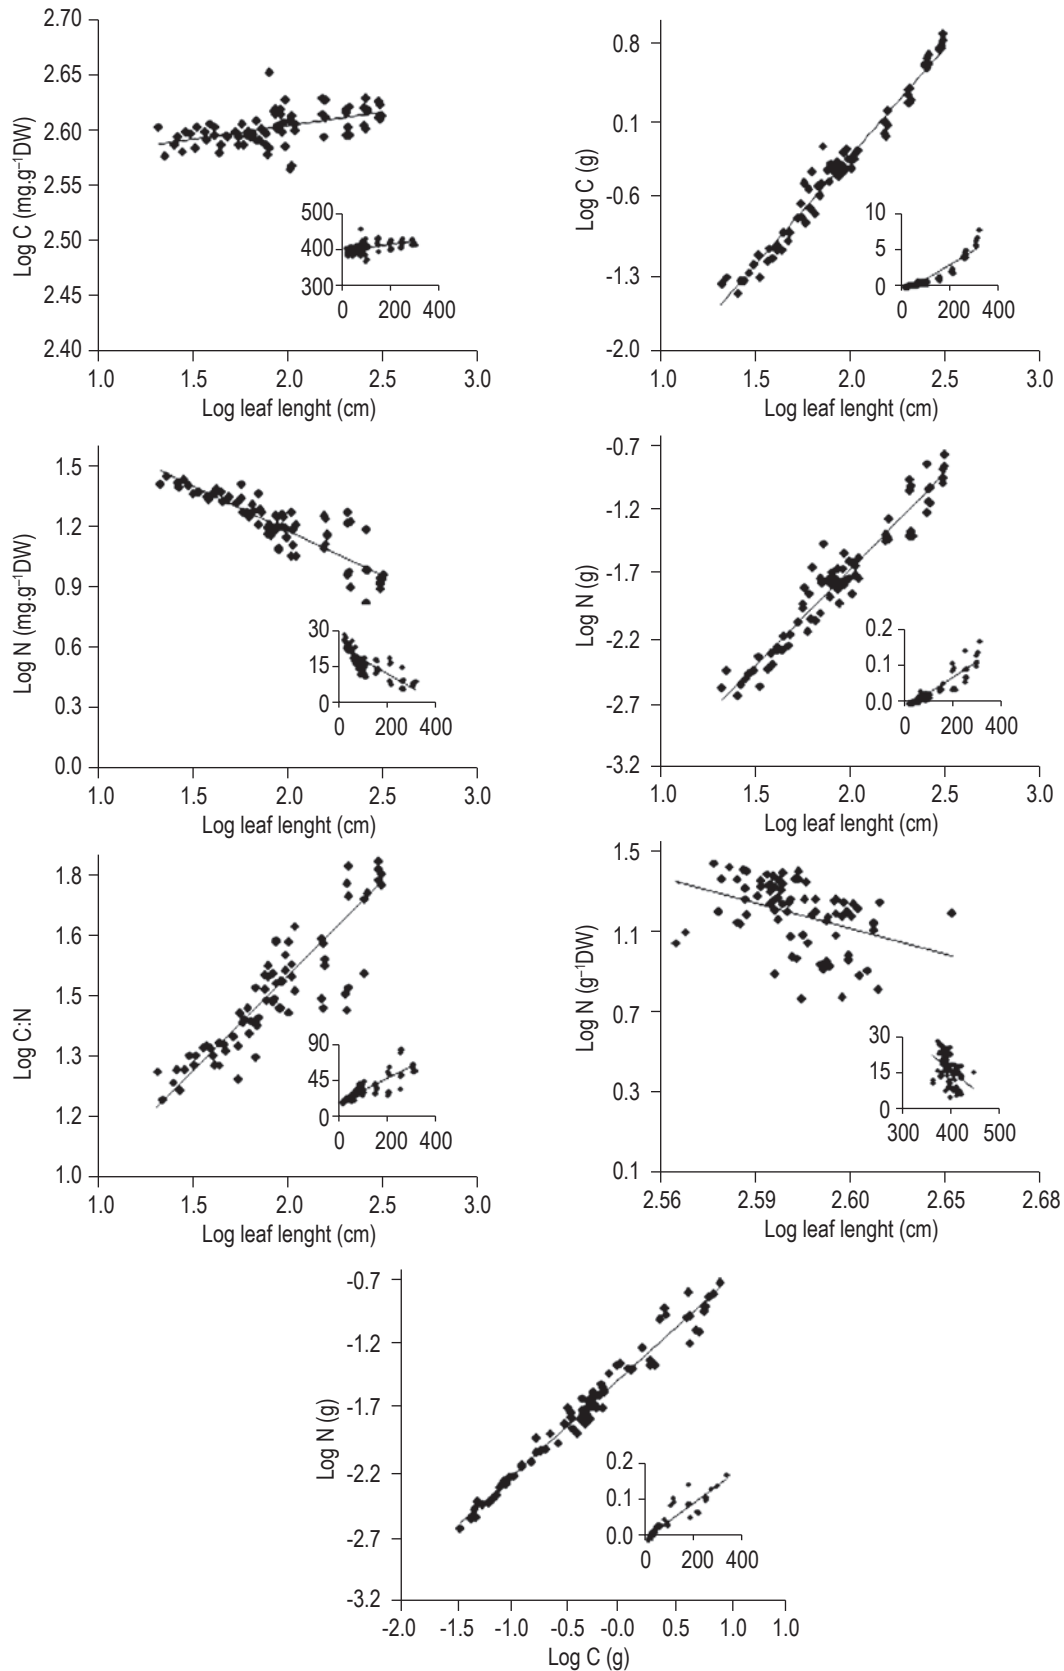 2.70
2.65
2.60
2.55
2.50
2.45
2.40
Log C (mg.g⁻¹DW)
500
400
300
0 200 400
1.0 1.5 2.0 2.5 3.0
Log leaf lenght (cm)
0.8
0.1
-0.6
-1.3
-2.0
Log C (g)
10
5
0
0 200 400
1.0 1.5 2.0 2.5 3.0
Log leaf lenght (cm)
1.5
1.2
0.9
0.6
0.3
0.0
Log N (mg.g⁻¹DW)
30
15
0
0 200 400
1.0 1.5 2.0 2.5 3.0
Log leaf lenght (cm)
-0.7
-1.2
-1.7
-2.2
-2.7
-3.2
Log N (g)
0.2
0.1
0.0
0 200 400
1.0 1.5 2.0 2.5 3.0
Log leaf lenght (cm)
1.8
1.6
1.5
1.3
1.2
1.0
Log C:N
90
45
0
0 200 400
1.0 1.5 2.0 2.5 3.0
Log leaf lenght (cm)
1.5
1.1
0.7
0.3
0.1
Log N (g⁻¹DW)
30
15
0
300 400 500
2.56 2.59 2.60 2.65 2.68
Log leaf lenght (cm)
-0.7
-1.2
-1.7
-2.2
-2.7
-3.2
Log N (g)
0.2
0.1
0.0
0 200 400
-2.0 -1.5 -1.0 -0.5 -0.0 0.5 1.0 1.0
Log C (g)